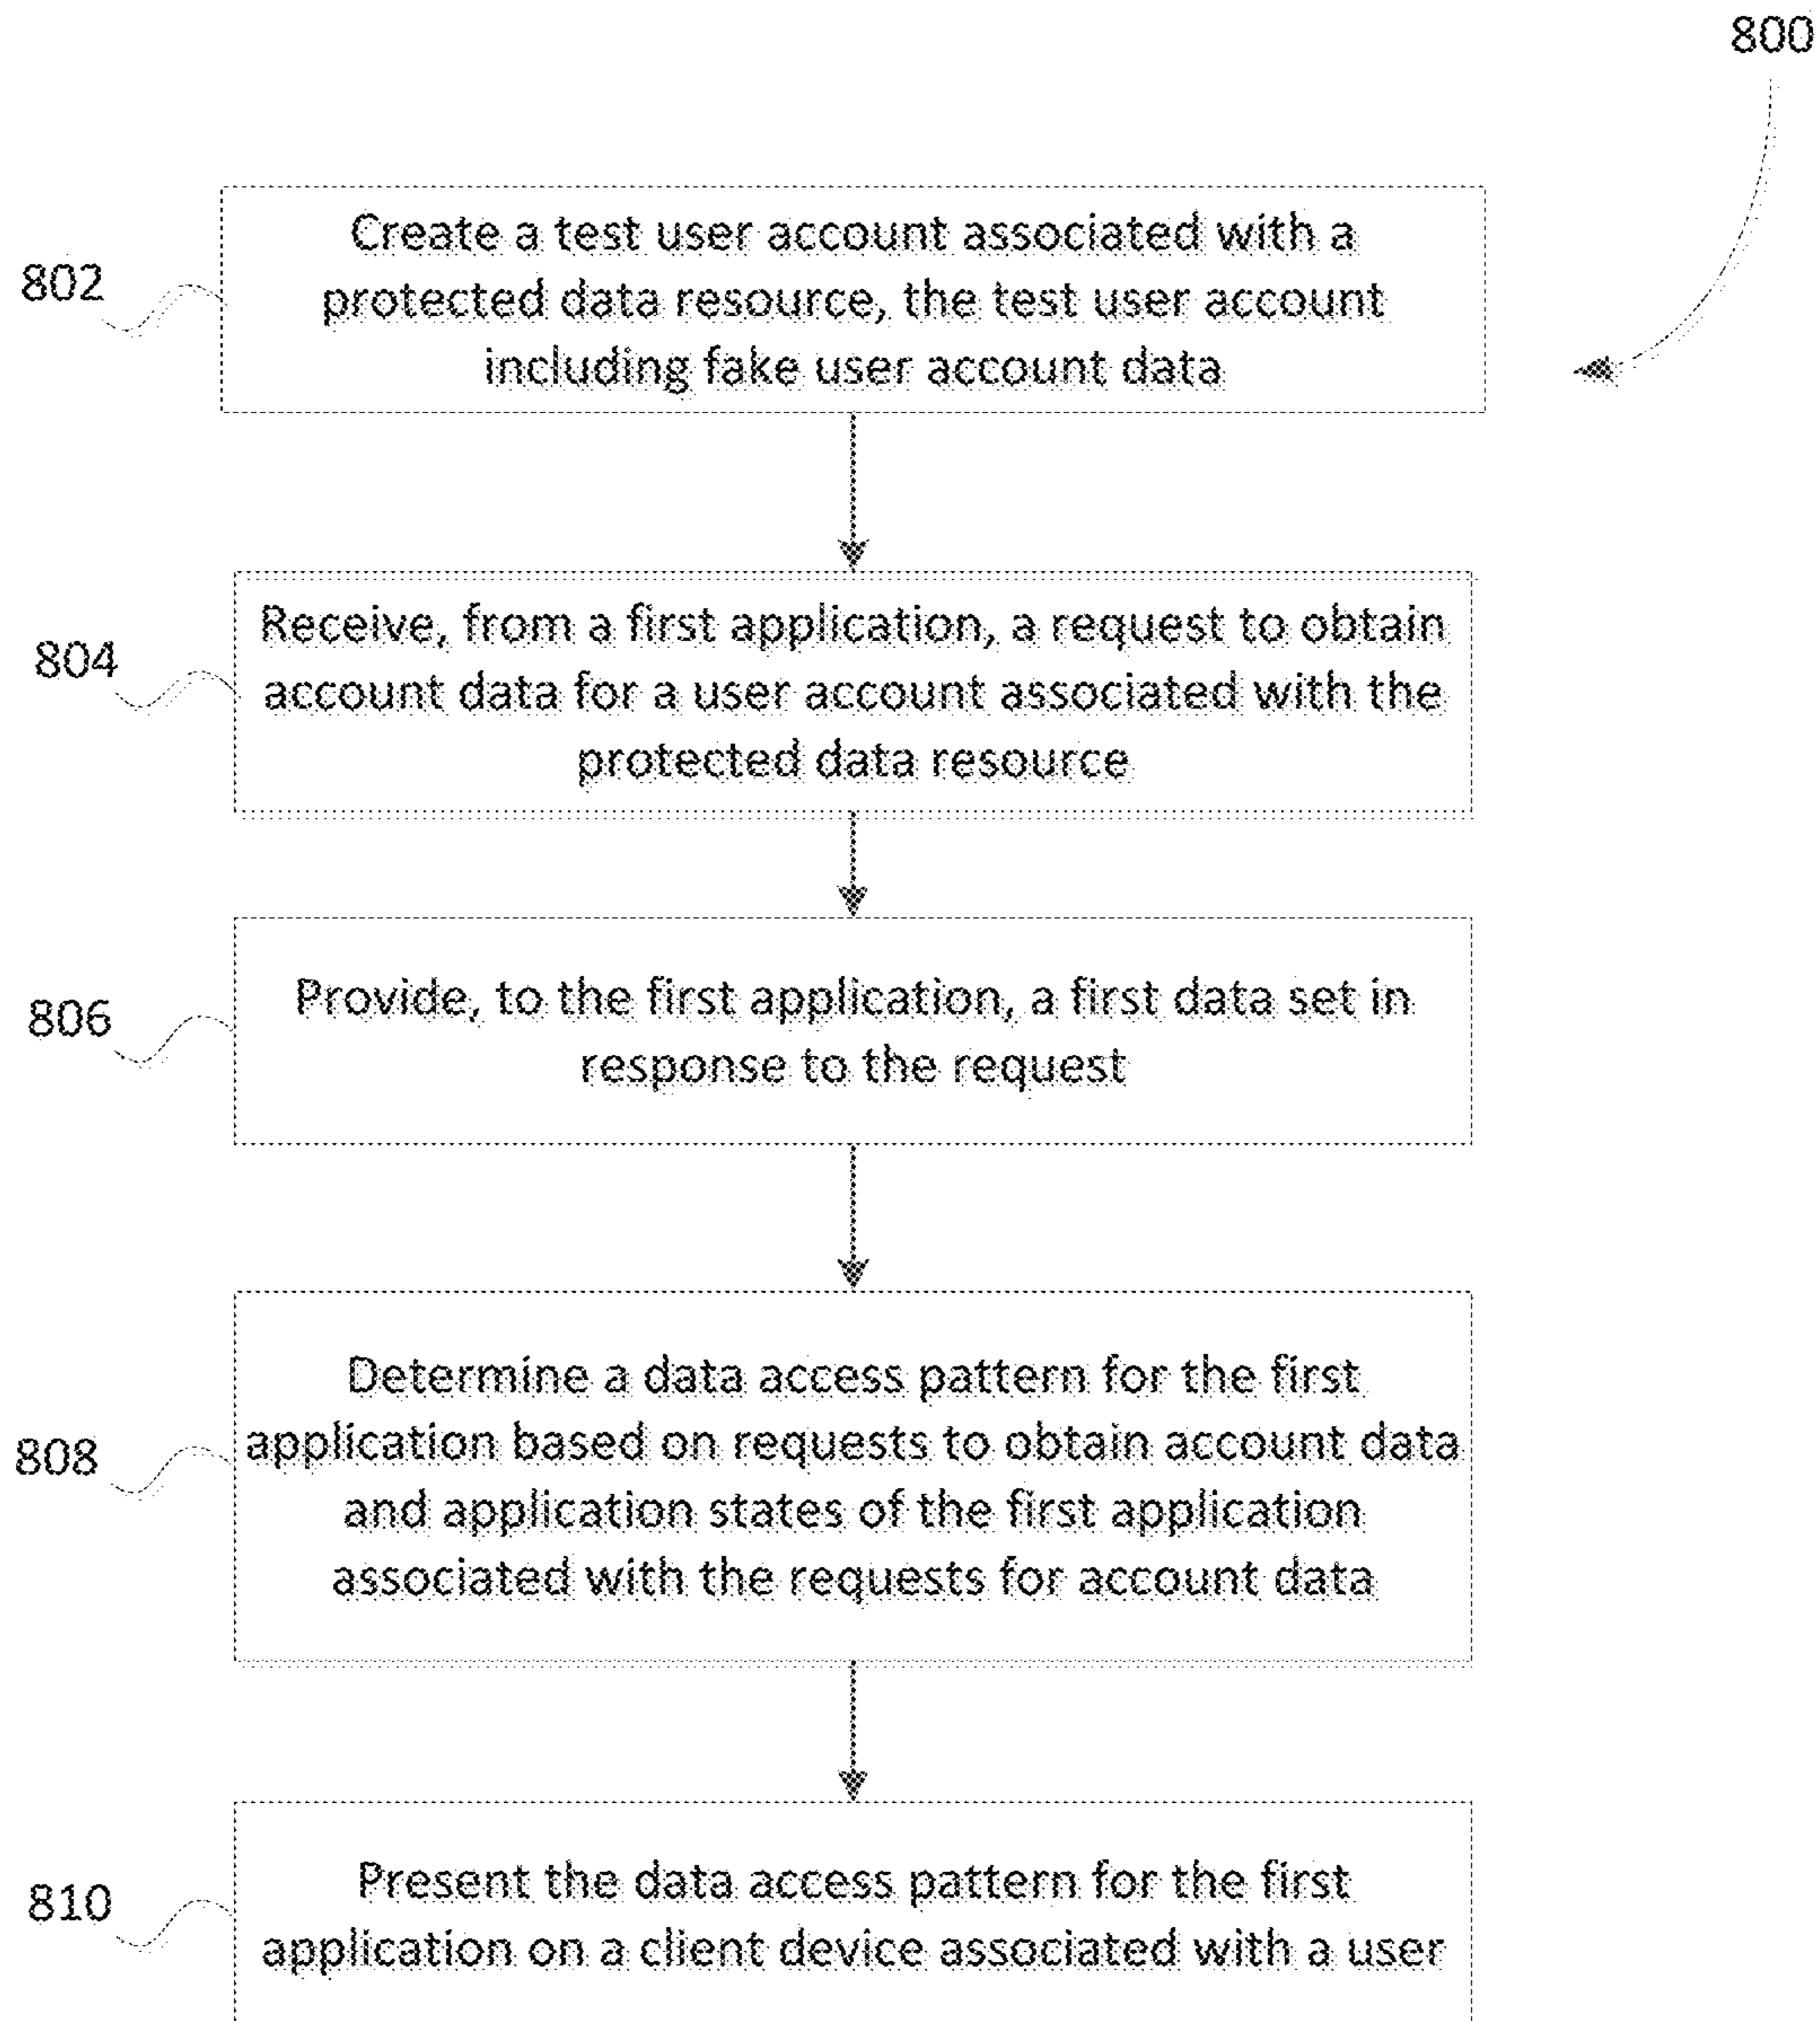 800
802
Create a test user account associated with a
protected data resource, the test user account
including fake user account data
804
Receive, from a first application, a request to obtain
account data for a user account associated with the
protected data resource
806
Provide, to the first application, a first data set in
response to the request
808
Determine a data access pattern for the first
application based on requests to obtain account data
and application states of the first application
associated with the requests for account data
810
Present the data access pattern for the first
application on a client device associated with a user